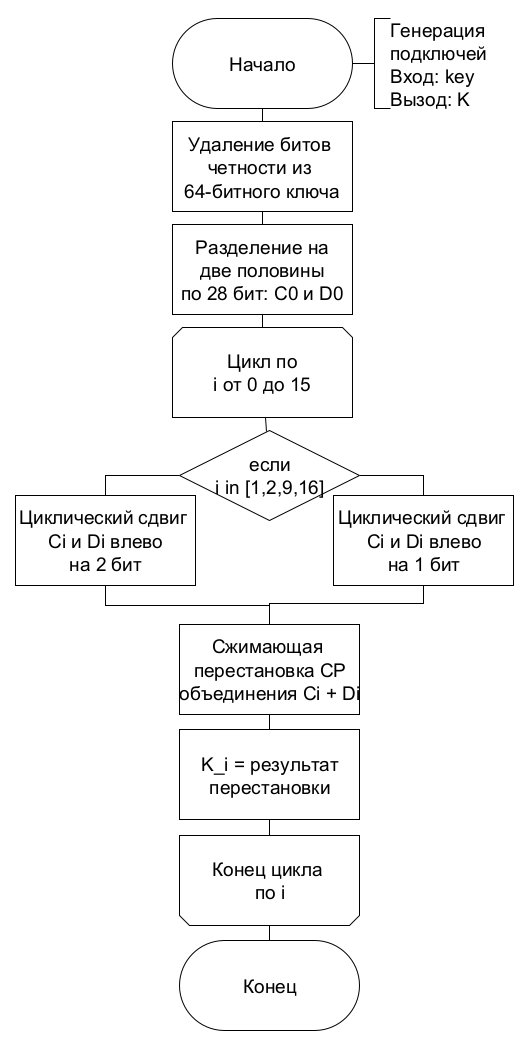 Начало
Генерация
подключей
Вход: key
Вызод: K
Удаление битов
четности из
64-битного ключа
Разделение на
две половины
по 28 бит: C0 и D0
Цикл по
i от 0 до 15
если
i in [1,2,9,16]
Циклический сдвиг
Ci и Di влево
на 2 бит
Циклический сдвиг
Ci и Di влево
на 1 бит
Сжимающая
перестановка CP
объединения Ci + Di
K_i = результат
перестановки
Конец цикла
по i
Конец